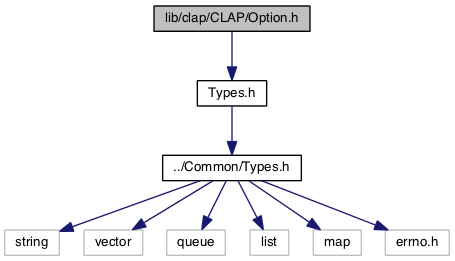 lib/clap/CLAP/Option.h
Types.h
../Common/Types.h
string vector queue list map errno.h